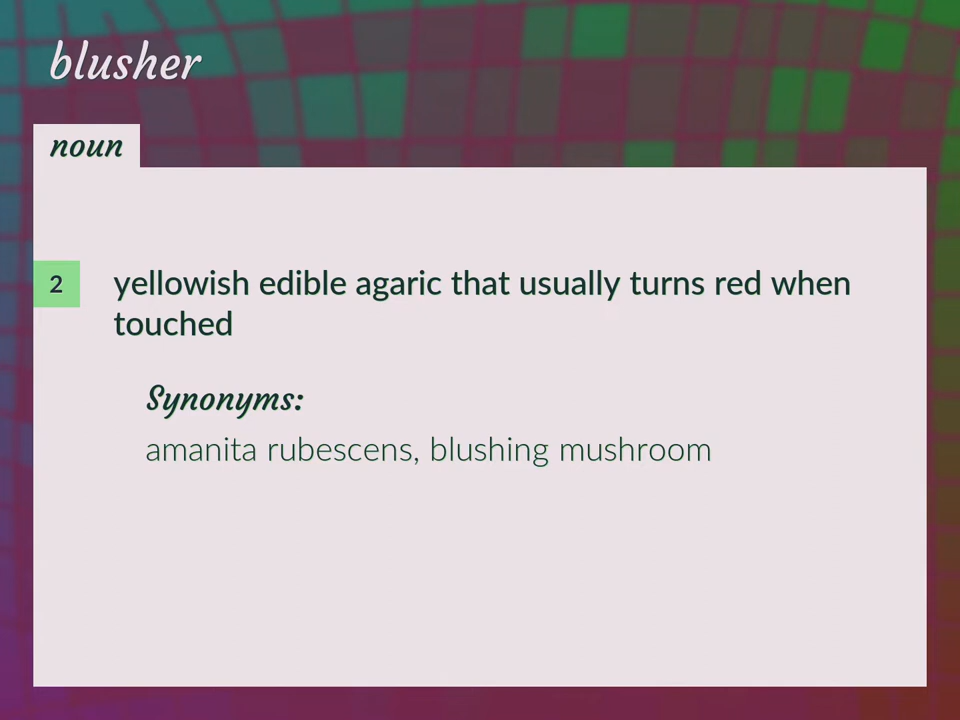 blusher
noun
2
yellowish edible agaric that usually turns red when
touched
Synonyms:
amanita rubescens, blushing mushroom